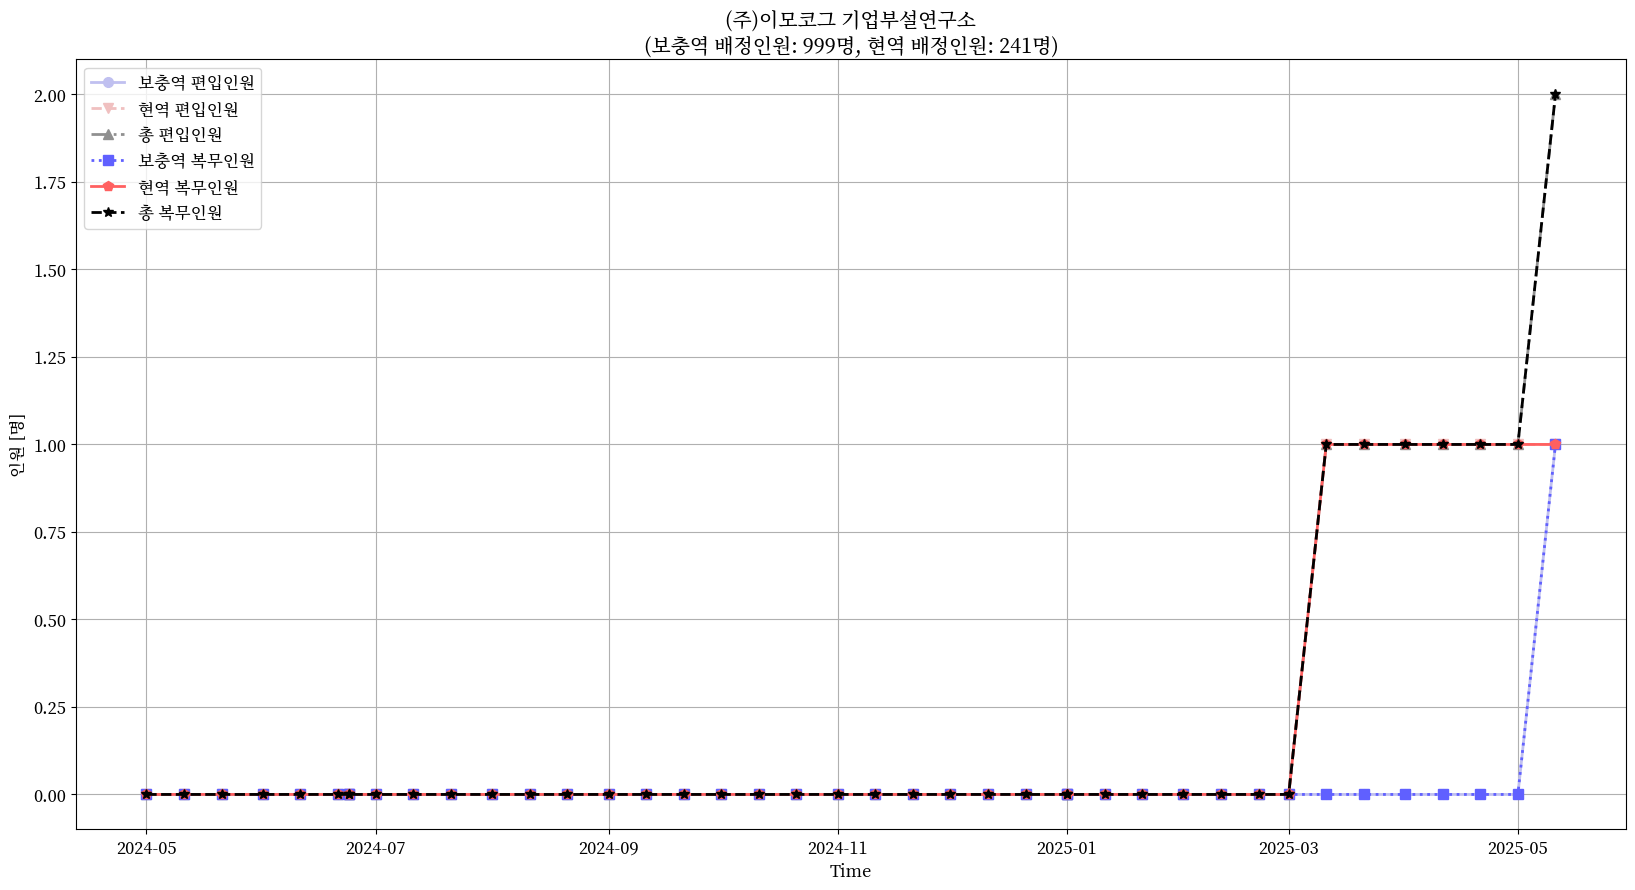 (주)이모코그 기업부설연구소
(보충역 배정인원: 999명, 현역 배정인원: 241명)
보충역 편입인원
현역 편입인원
총 편입인원
보충역 복무인원
현역 복무인원
총 복무인원
인원 [명]
2.00
1.75
1.50
1.25
1.00
0.75
0.50
0.25
0.00
2024-05
2024-07
2024-09
2024-11
2025-01
2025-03
2025-05
Time